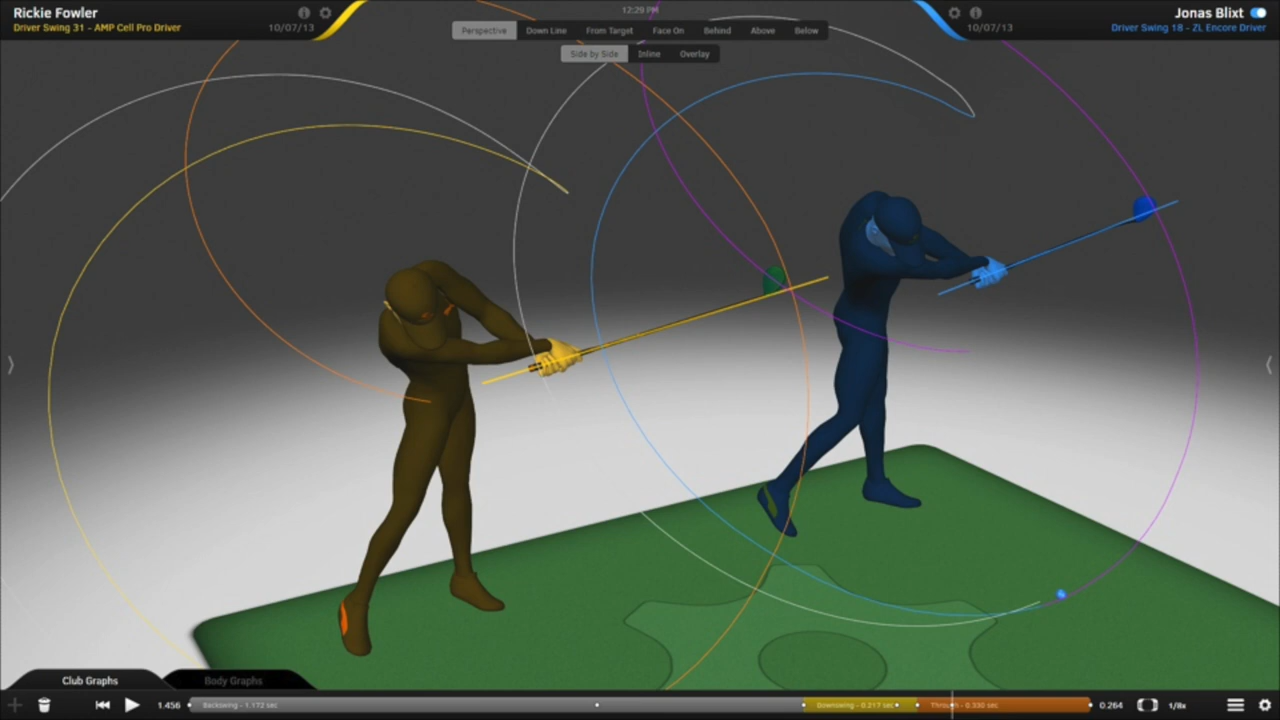 Rickie Fowler
Driver Swing 31 - AMP Cell Pro Driver
10/07/13
12:29 PM
Perspective Down Line From Target Face On Behind Above Below
Side by Side Inline Overlay
10/07/13
Jonas Blixt
Driver Swing 18 - ZL Encore Driver
Club Graphs Body Graphs
1.456 Backswing - 1.172 sec Downswing - 0.217 sec Through - 0.330 sec 0.264 1/8x